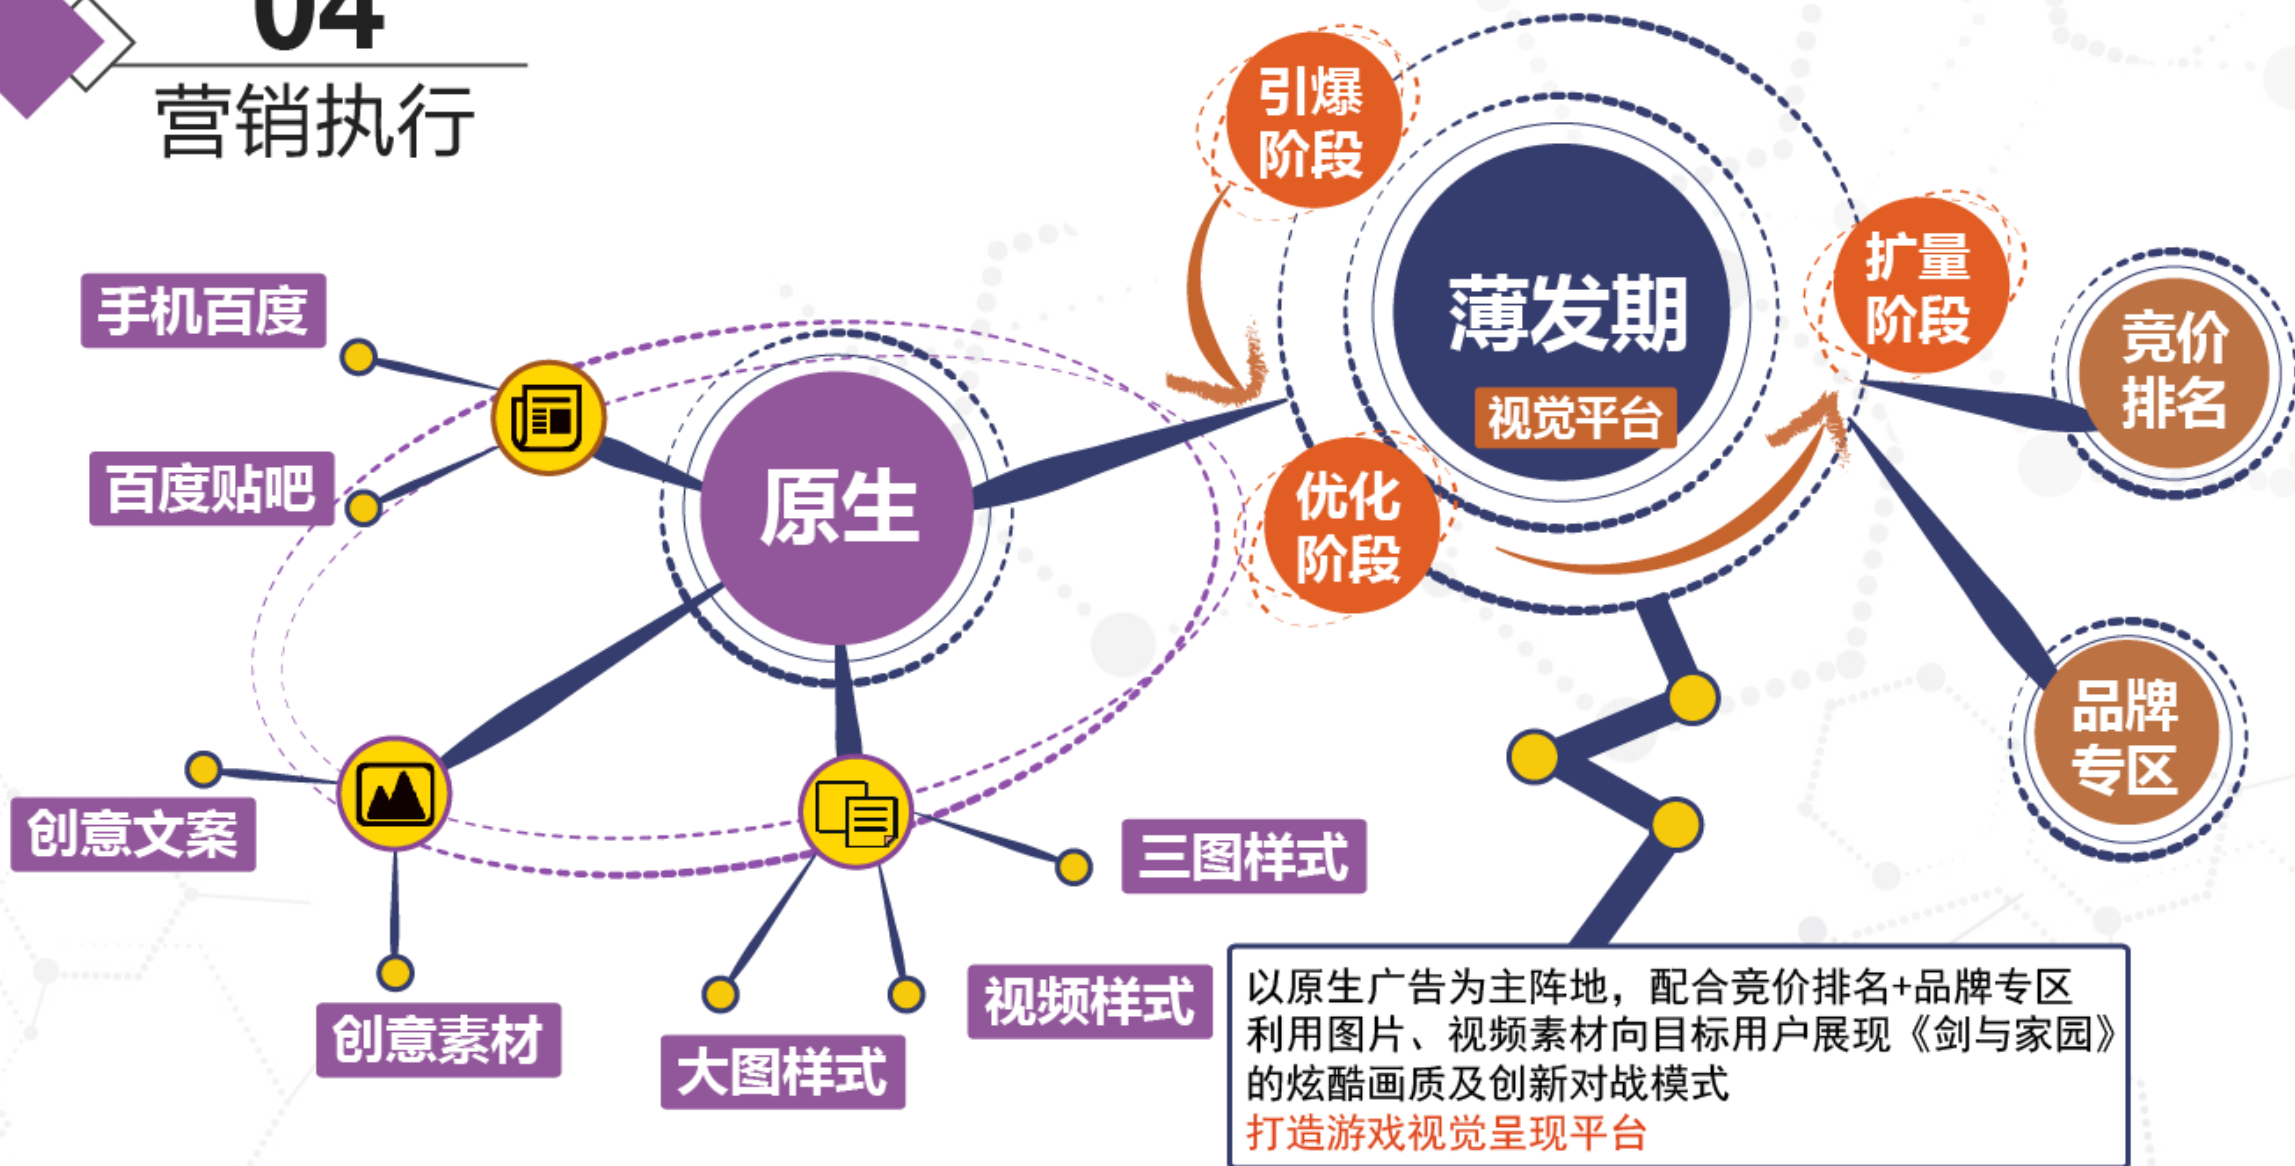 04
营销执行
引爆
阶段
薄发期
视觉平台
扩量
阶段
竞价
排名
手机百度
百度贴吧
原生
优化
阶段
品牌
专区
创意文案
创意素材
大图样式
视频样式
三图样式
以原生广告为主阵地，配合竞价排名+品牌专区
利用图片、视频素材向目标用户展现《剑与家园》
的炫酷画质及创新对战模式
打造游戏视觉呈现平台